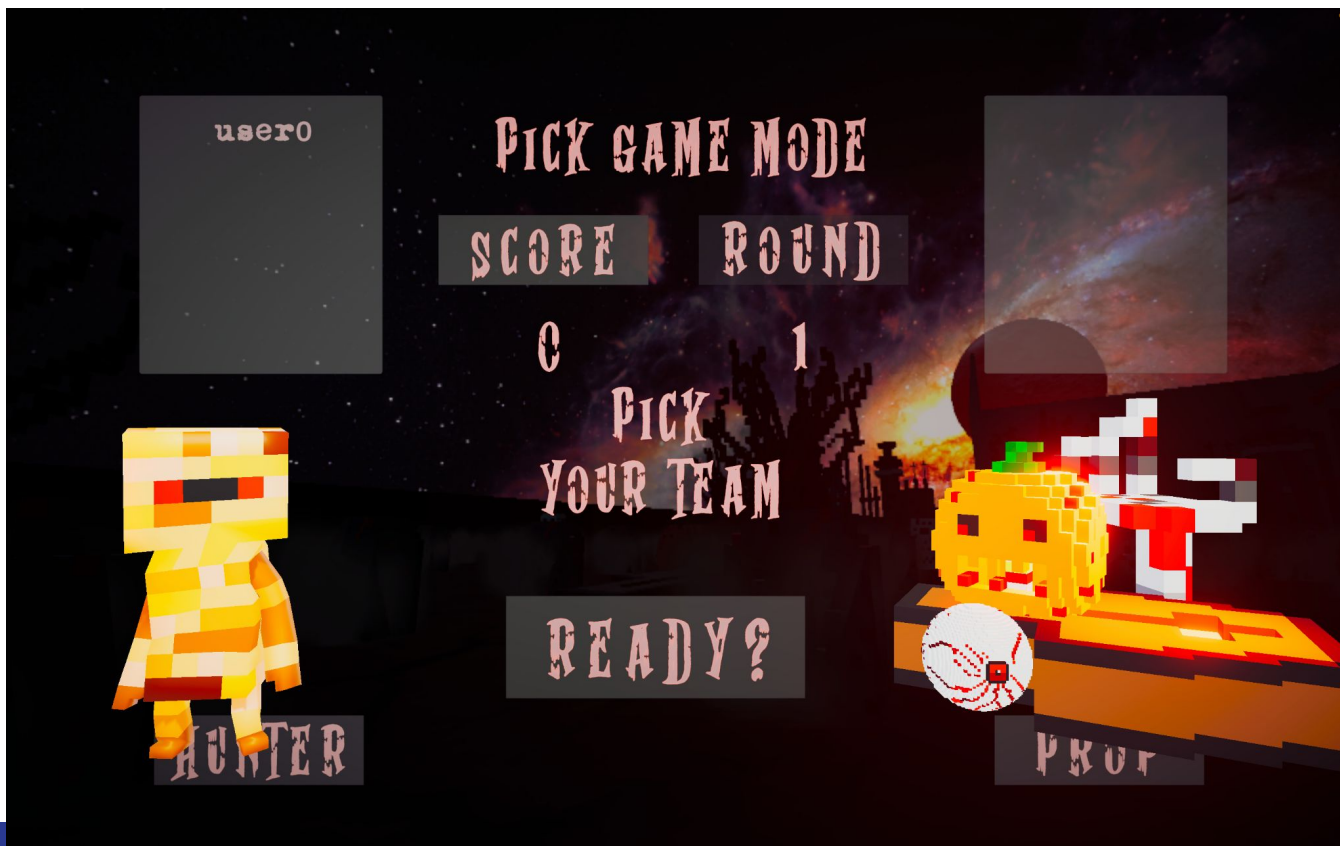 user0
PICK GAME MODE
SCORE ROUND
0 1
PICK
YOUR TEAM
READY?
HUNTER PROP